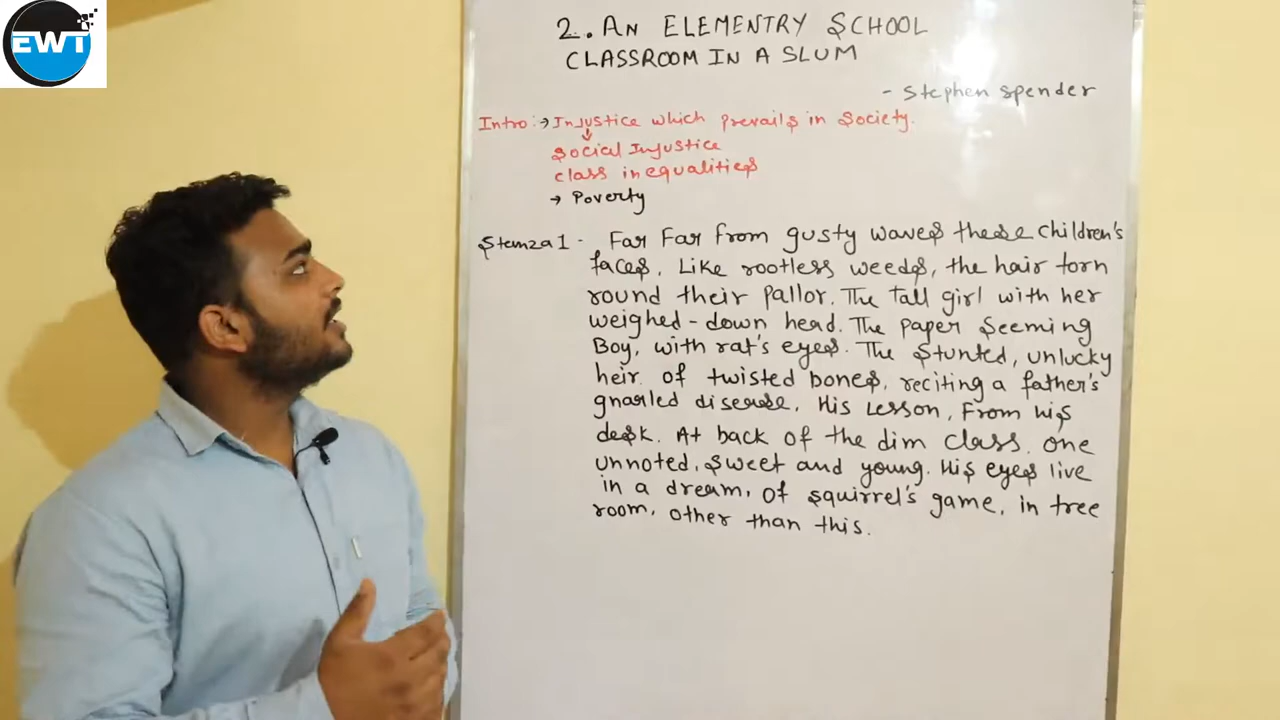 EWT
2. AN ELEMENTRY SCHOOL
CLASSROOM IN A SLUM
- Stephen Spender
Intro:→ Injustice which prevails in society.
Social Injustice
class inequalities
→ Poverty
Stemza 1 - Far Far from gusty waves these children's
faces, Like rootless weeds, the hair torn
round their pallor. The Tall girl with her
weighed-down head. The paper seeming
Boy, with rat's eyes. The stunted, unlucky
heir of twisted bones, reciting a father's
gnarled disease, His Lesson, From his
desk. At back of the dim class. One
unnoted, sweet and young. His eyes live
in a dream, Of squirrel's game, in tree
room, other than this.